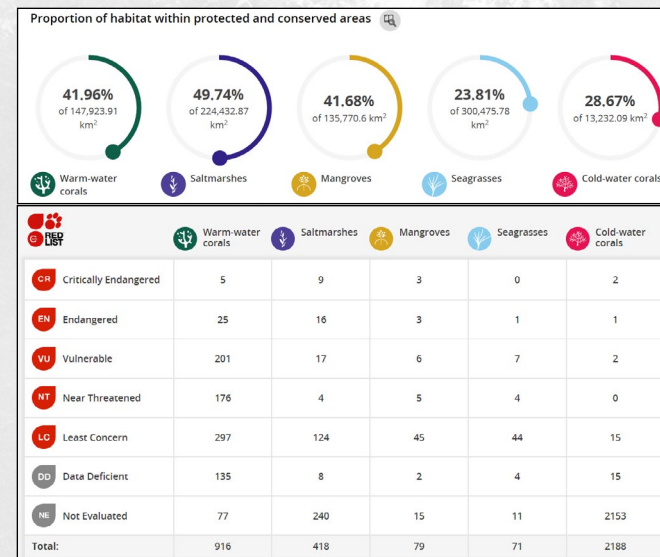 Proportion of habitat within protected and conserved areas
41.96%
of 147,923.91
km²
49.74%
of 224,432.87
km²
41.68%
of 135,770.6 km²
23.81%
of 300,475.78
km²
28.67%
of 13,232.09 km²
Warm-water
corals
Saltmarshes
Mangroves
Seagrasses
Cold-water corals
RED
LIST
Warm-water
corals
Saltmarshes
Mangroves
Seagrasses
Cold-water
corals
CR Critically Endangered 5 9 3 0 2
EN Endangered 25 16 3 1 1
VU Vulnerable 201 17 6 7 2
NT Near Threatened 176 4 5 4 0
LC Least Concern 297 124 45 44 15
DD Data Deficient 135 8 2 4 15
NE Not Evaluated 77 240 15 11 2153
Total: 916 418 79 71 2188